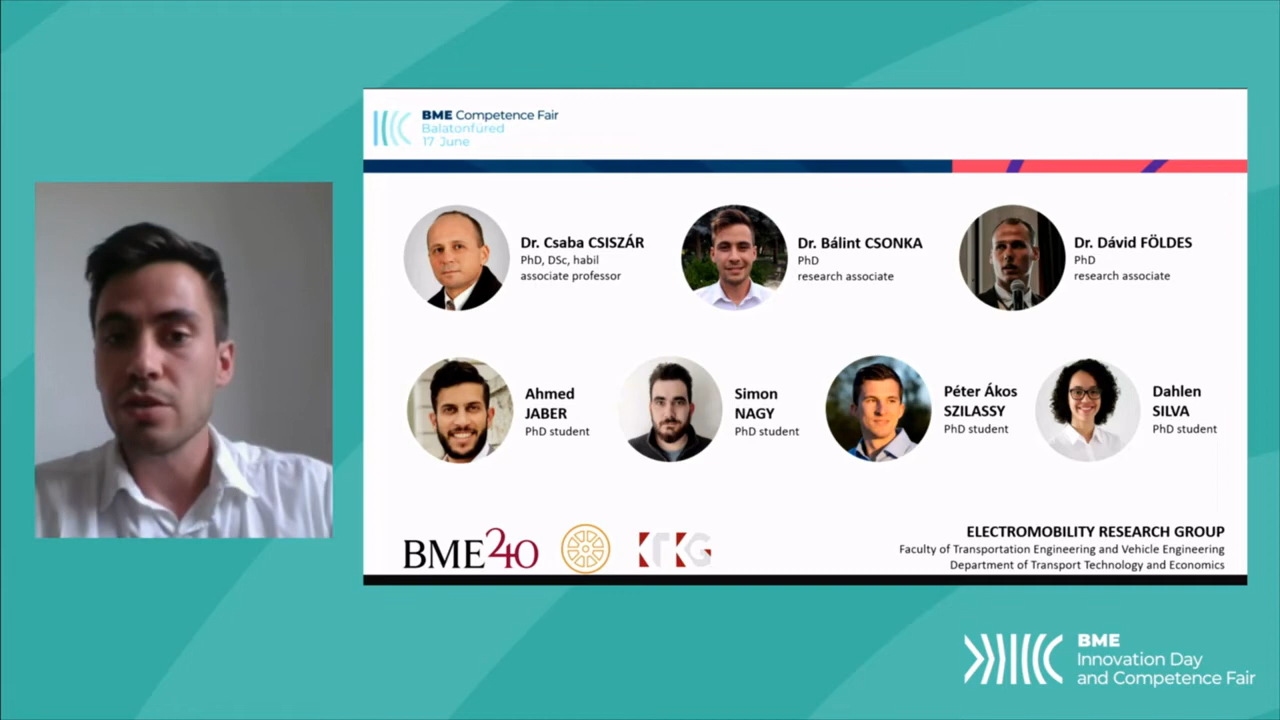 BME Competence Fair
Balatonfüred
17 June
Dr. Csaba CSISZÁR
PhD, DSc, habil
associate professor
Dr. Bálint CSONKA
PhD
research associate
Dr. Dávid FÖLDES
PhD
research associate
Ahmed
JABER
PhD student
Simon
NAGY
PhD student
Péter Ákos
SZILASSY
PhD student
Dahlen
SILVA
PhD student
BME240
KTKG
ELECTROMOBILITY RESEARCH GROUP
Faculty of Transportation Engineering and Vehicle Engineering
Department of Transport Technology and Economics
BME
Innovation Day
and Competence Fair